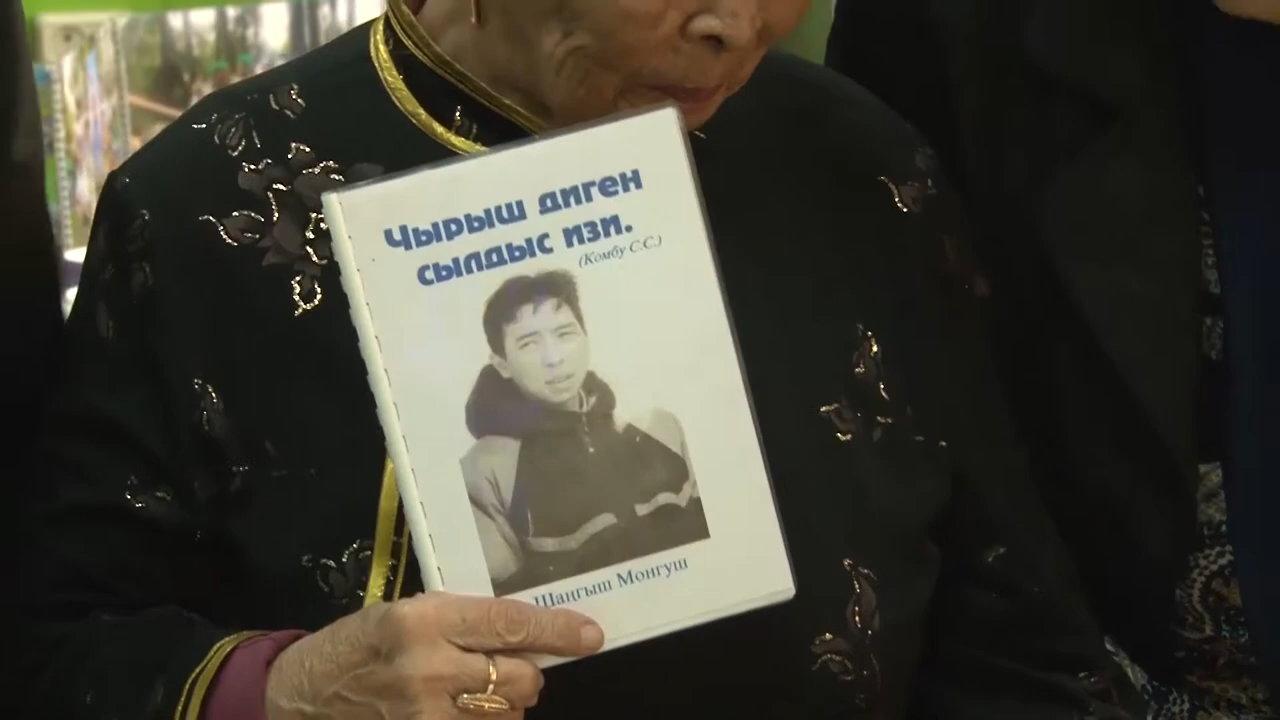 Чырыш диген
сылдыс изи.
(Комбу С.С.)
Шаңгыш Монгуш